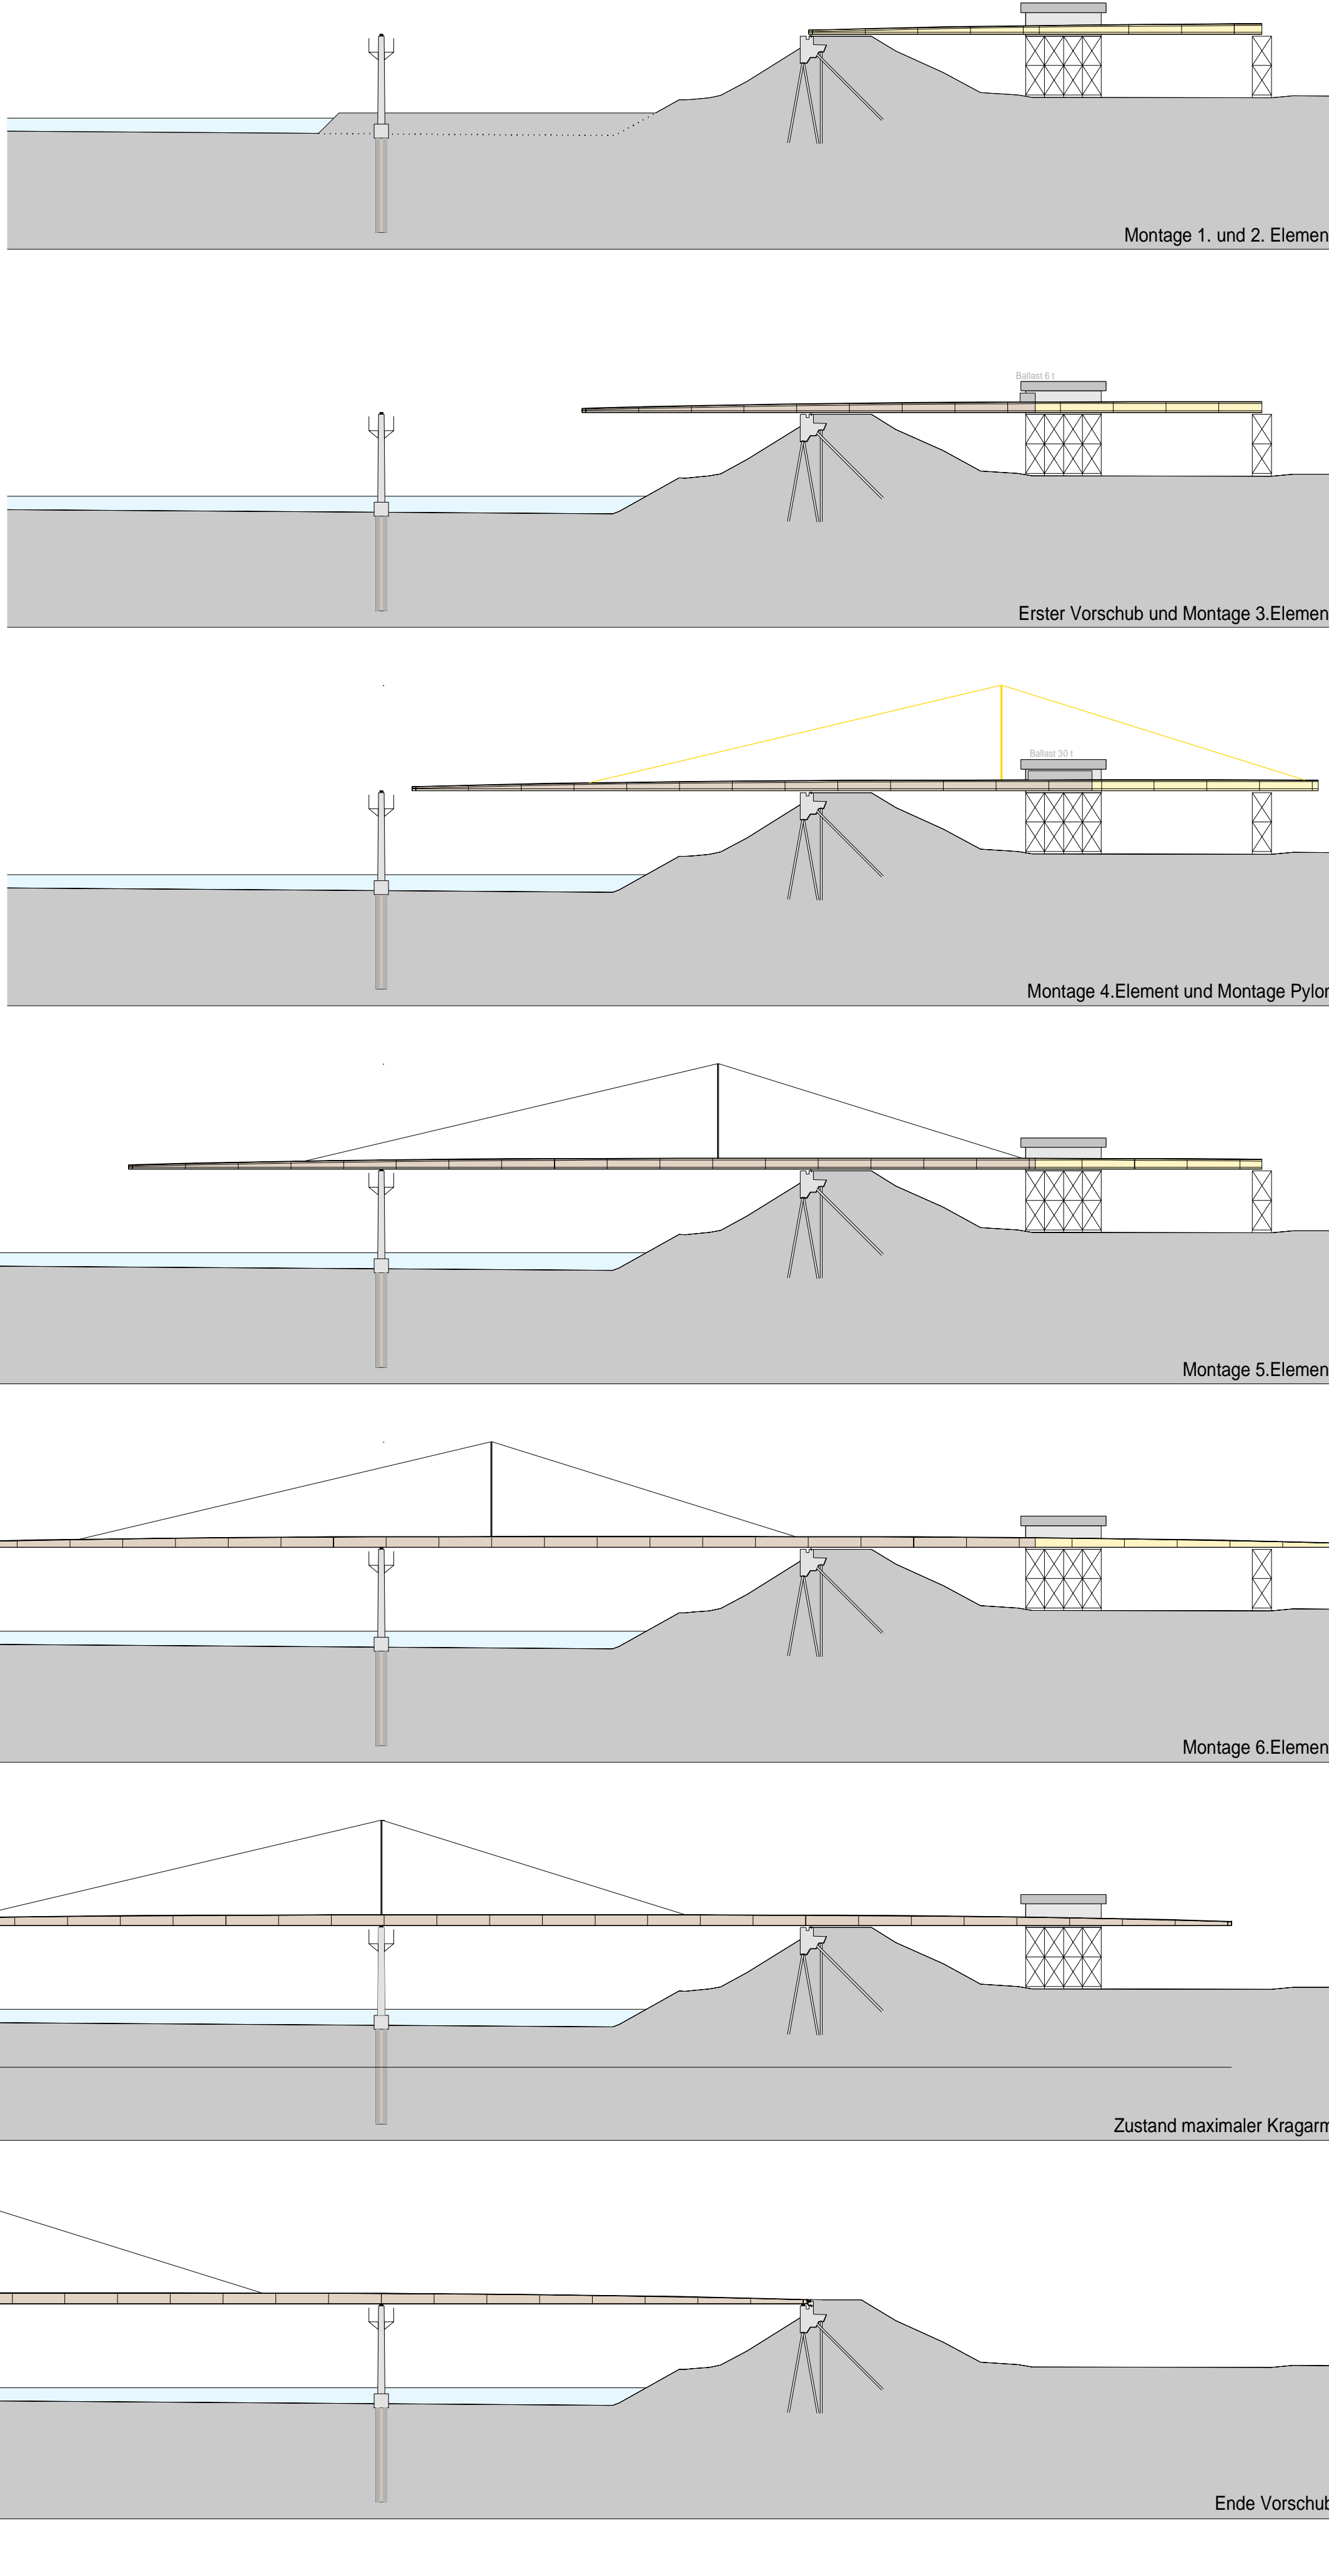 Montage 1. und 2. Elemen
Ballast 6 t
Erster Vorschub und Montage 3.Elemen
Ballast 30 t
Montage 4.Element und Montage Pylon
Montage 5.Elemen
Montage 6.Elemen
Zustand maximaler Kragarm
Ende Vorschub